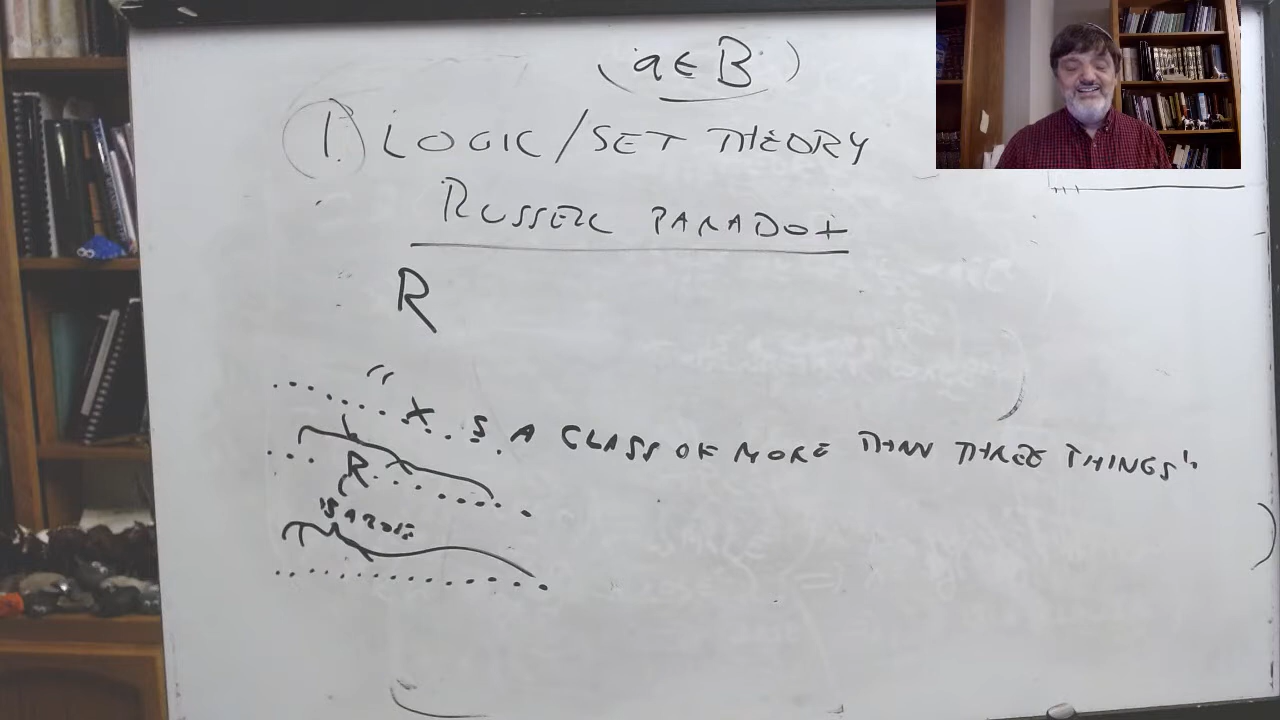 (a ∈ B)
1.) LOGIC/SET THEORY
RUSSELL PARADOX
R
"X IS A CLASS OF MORE THAN THREE THINGS"
R